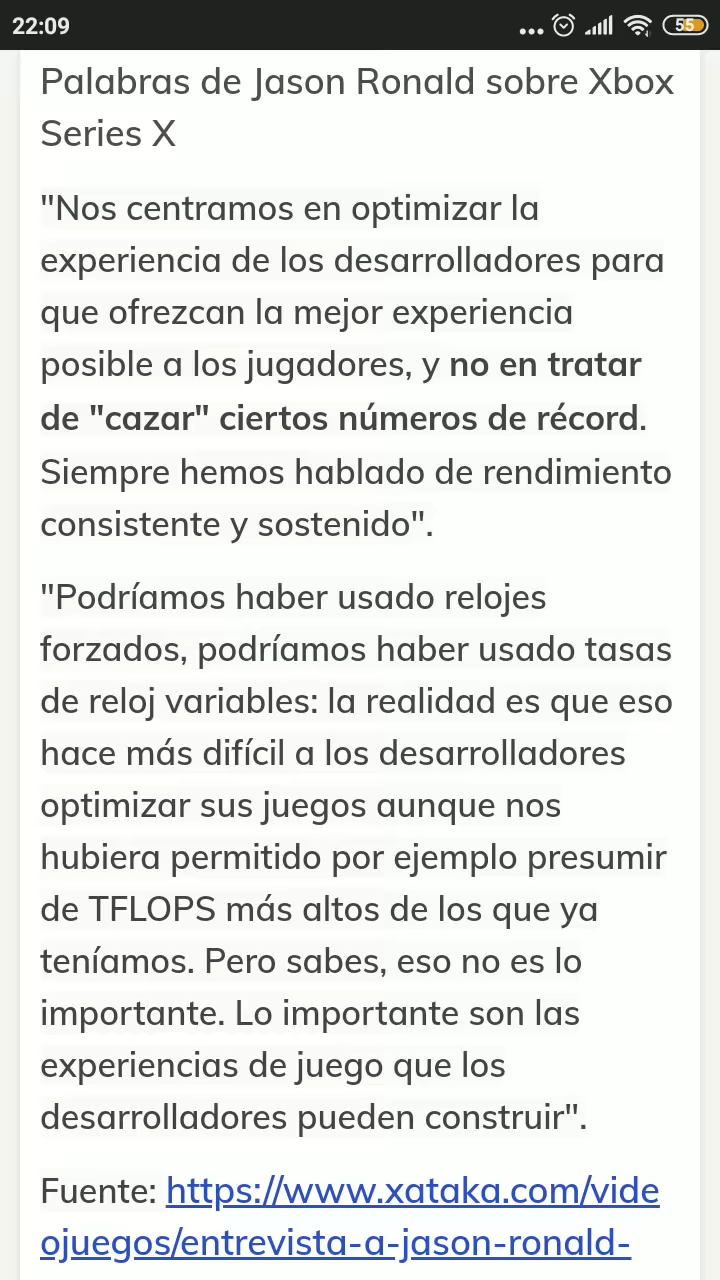 22:09
55
Palabras de Jason Ronald sobre Xbox
Series X
"Nos centramos en optimizar la
experiencia de los desarrolladores para
que ofrezcan la mejor experiencia
posible a los jugadores, y no en tratar
de "cazar" ciertos números de récord.
Siempre hemos hablado de rendimiento
consistente y sostenido".
"Podríamos haber usado relojes
forzados, podríamos haber usado tasas
de reloj variables: la realidad es que eso
hace más difícil a los desarrolladores
optimizar sus juegos aunque nos
hubiera permitido por ejemplo presumir
de TFLOPS más altos de los que ya
teníamos. Pero sabes, eso no es lo
importante. Lo importante son las
experiencias de juego que los
desarrolladores pueden construir".
Fuente: https://www.xataka.com/vide
ojuegos/entrevista-a-jason-ronald-